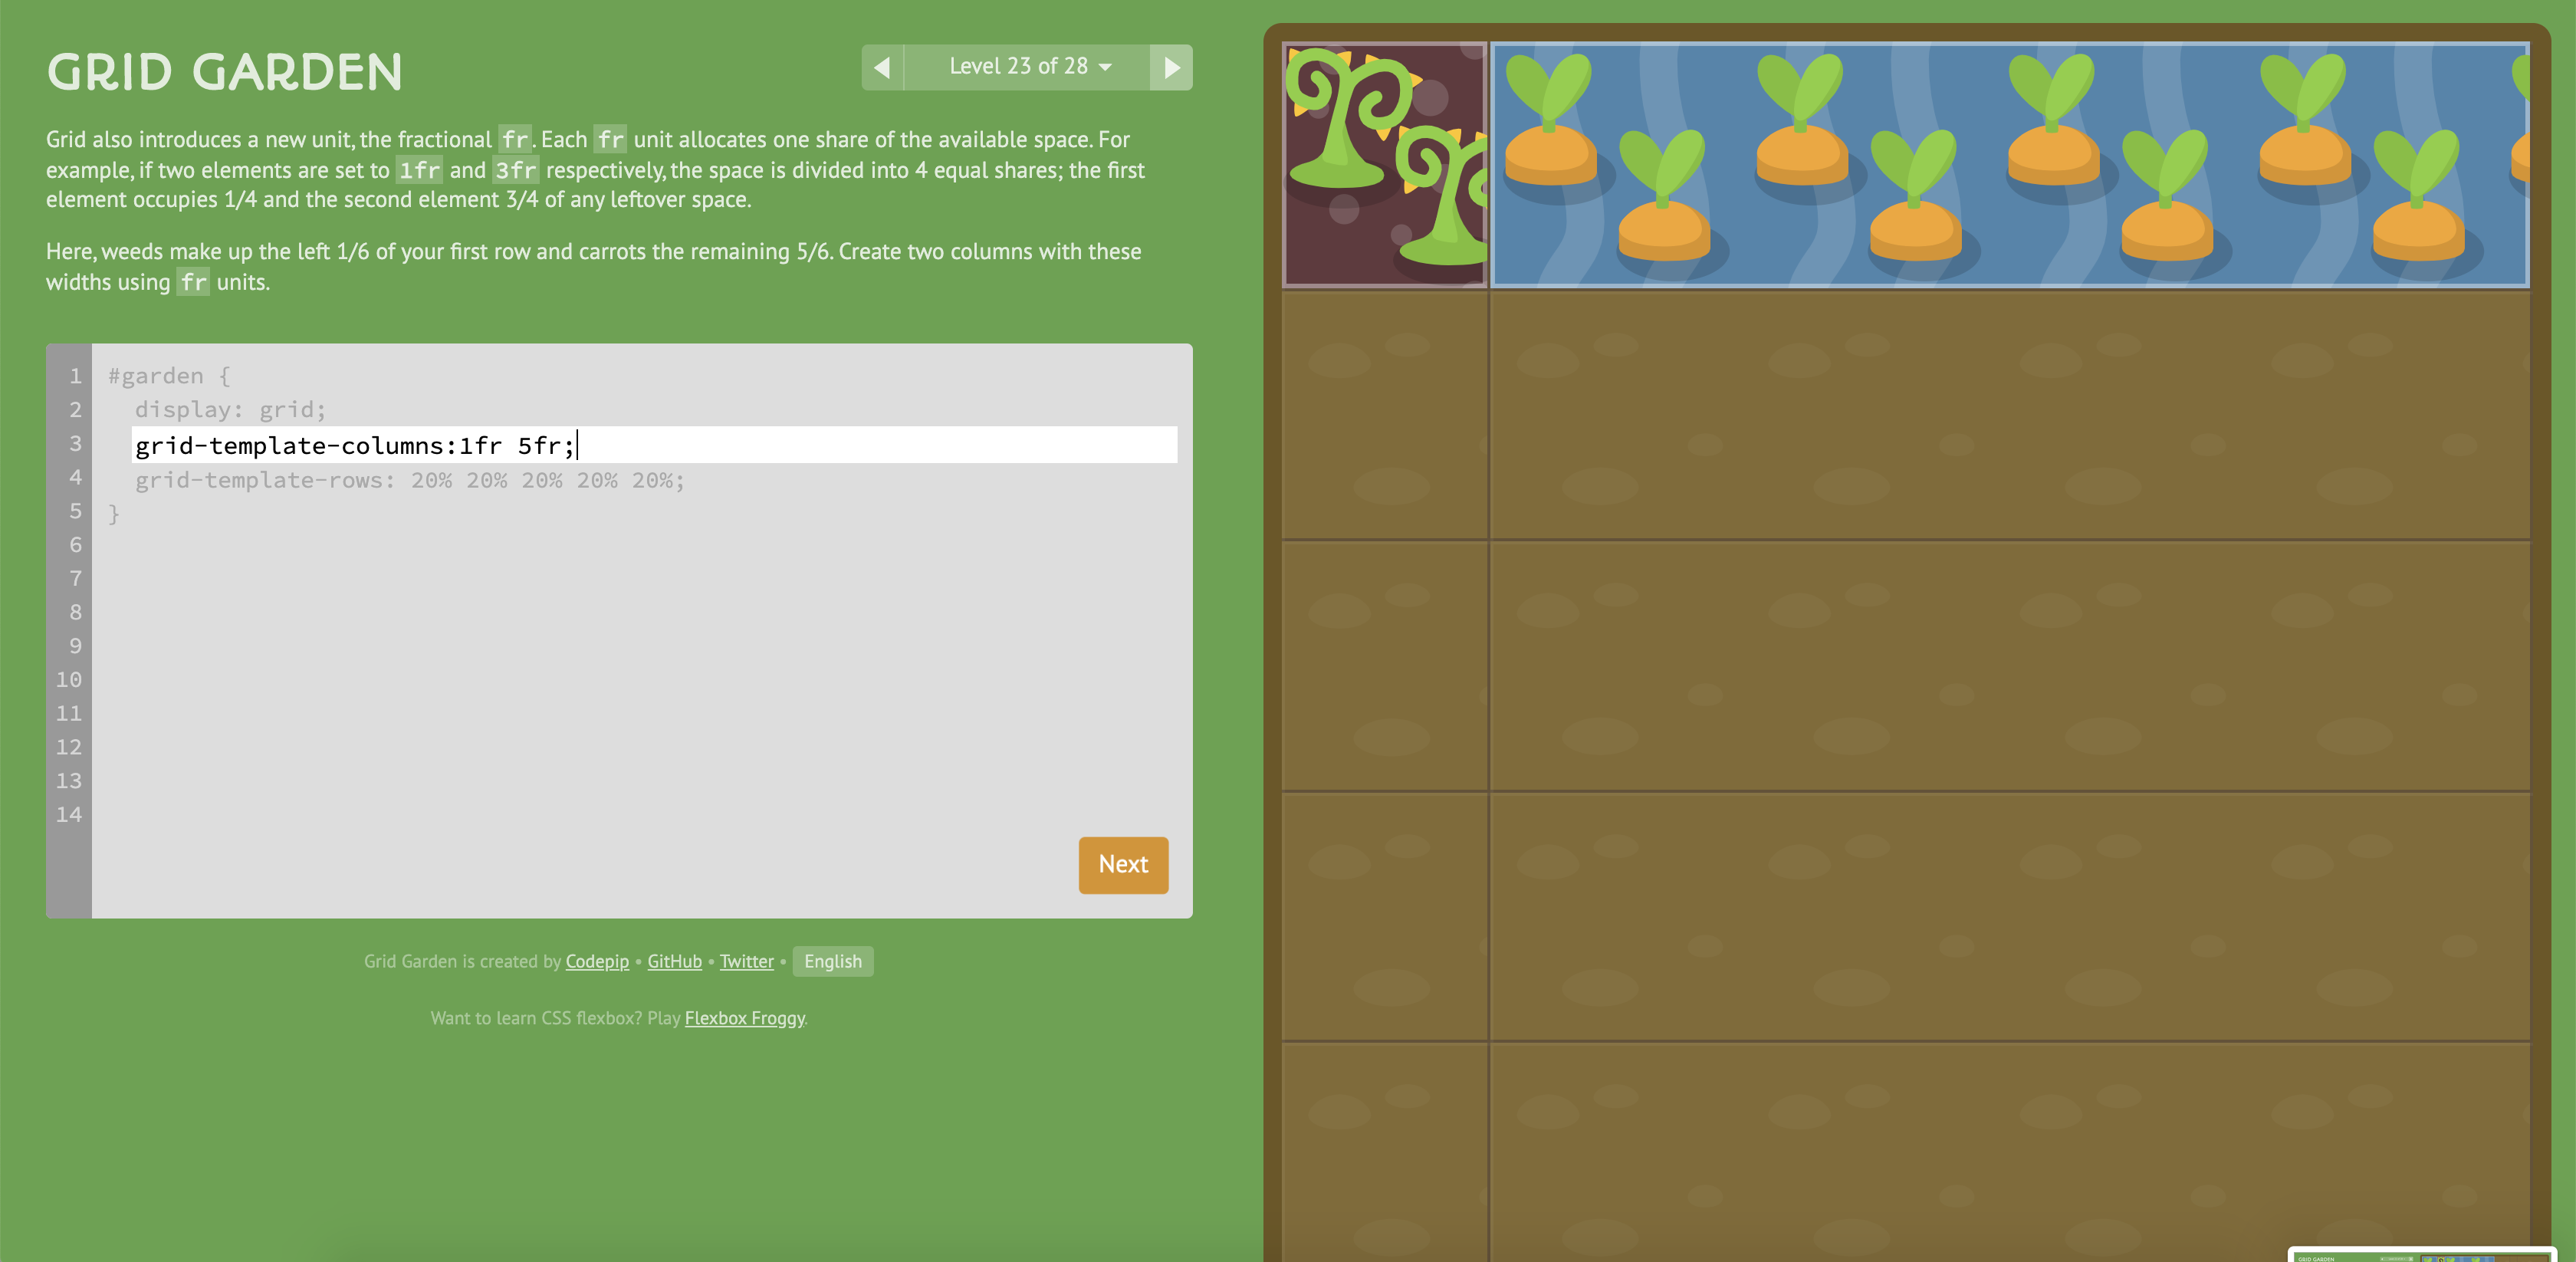 GRID GARDEN
Level 23 of 28
Grid also introduces a new unit, the fractional fr. Each fr unit allocates one share of the available space. For
example, if two elements are set to 1fr and 3fr respectively, the space is divided into 4 equal shares; the first
element occupies 1/4 and the second element 3/4 of any leftover space.
Here, weeds make up the left 1/6 of your first row and carrots the remaining 5/6. Create two columns with these
widths using fr units.
1 #garden {
2 display: grid;
3 grid-template-columns:1fr 5fr;
4 grid-template-rows: 20% 20% 20% 20% 20%;
5 }
6
7
8
9
10
11
12
13
14
Next
Grid Garden is created by Codepip • GitHub • Twitter • English
Want to learn CSS flexbox? Play Flexbox Froggy.
GRID GARDEN